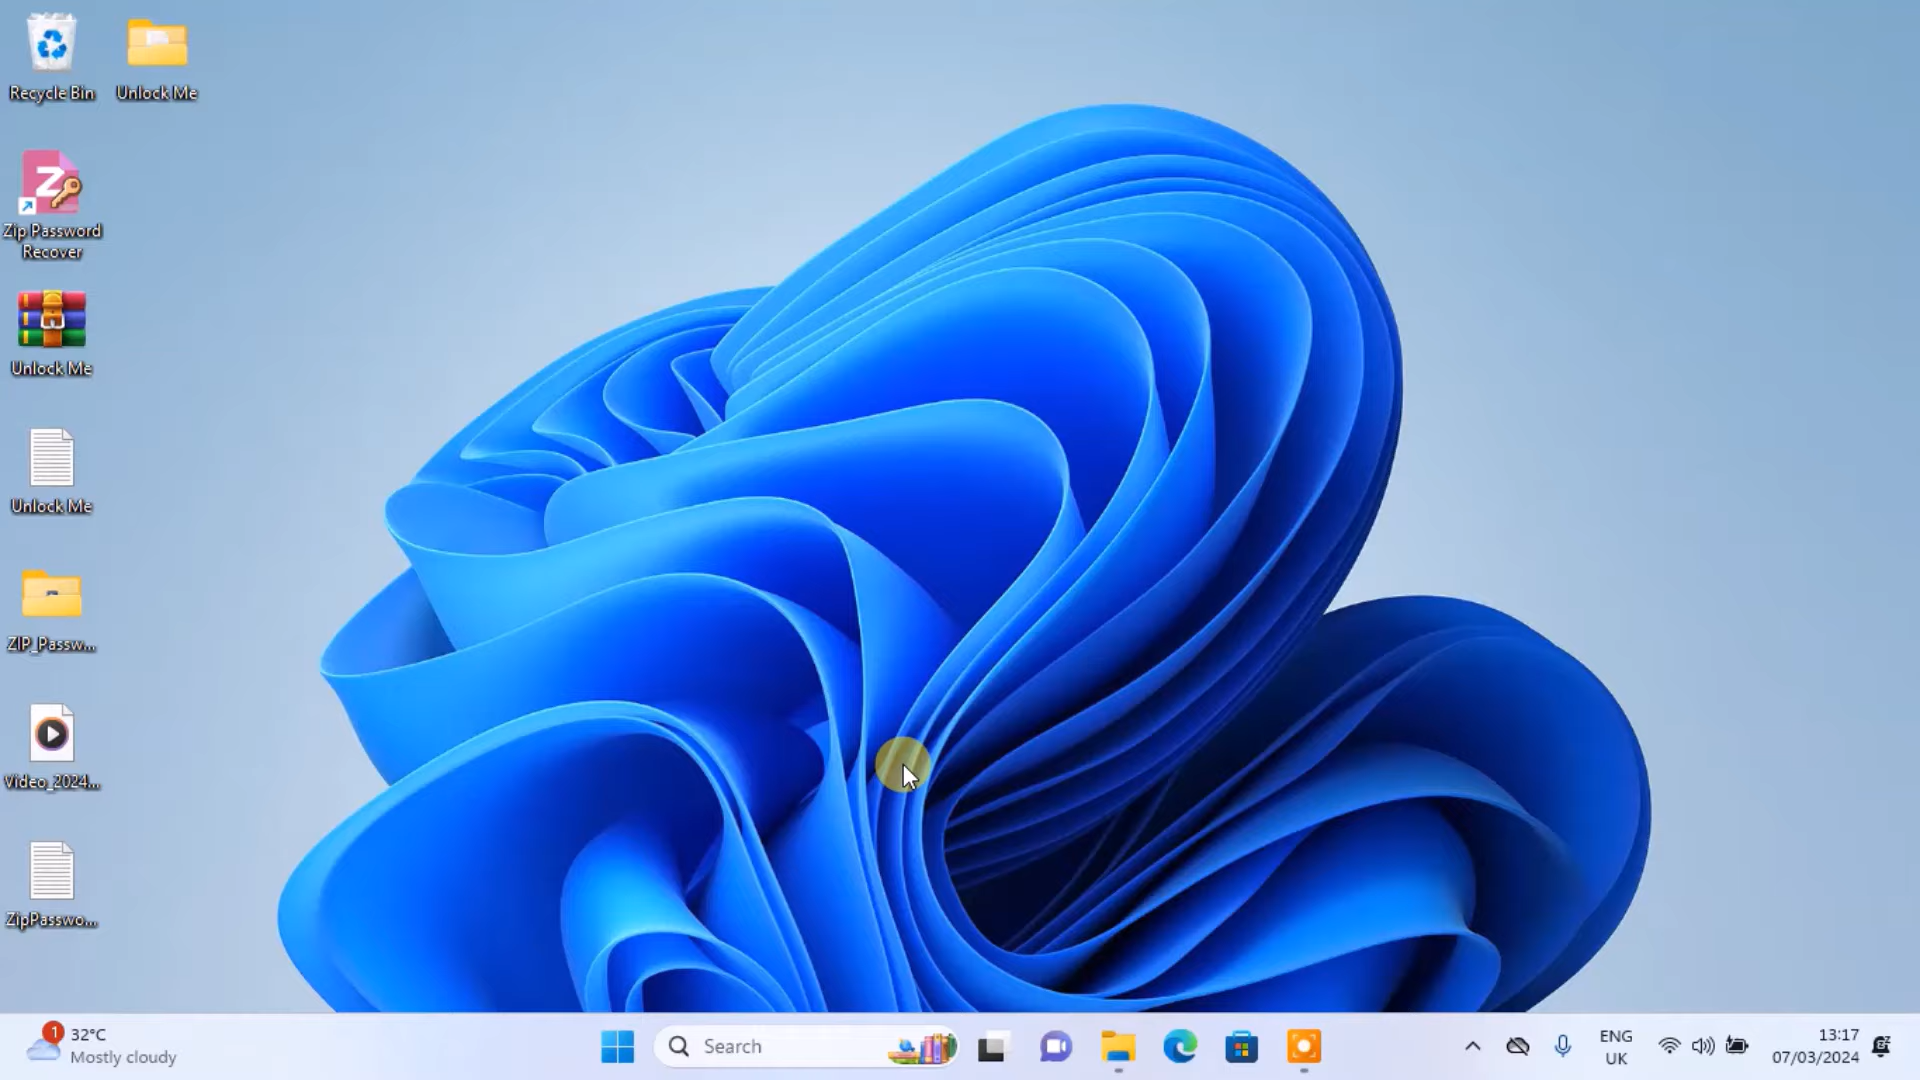 Recycle Bin
Unlock Me
Zip Password
Recover
Unlock Me
Unlock Me
ZIP_Passw...
Video_2024...
ZipPasswo...
1
32°C
Mostly cloudy
Search
ENG
UK
13:17
07/03/2024